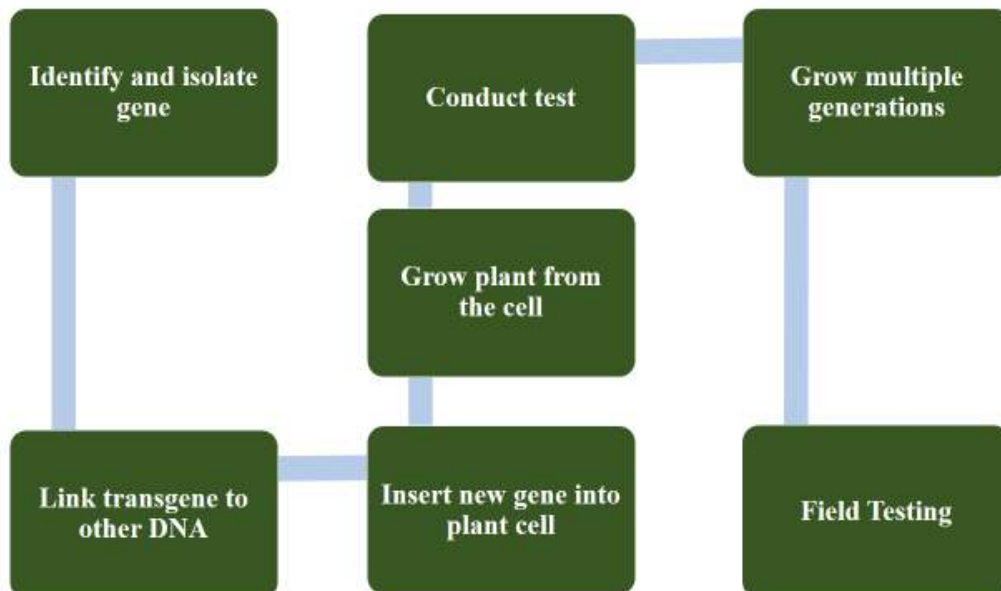 Identify and isolate
gene
Link transgene to
other DNA
Insert new gene into
plant cell
Grow plant from
the cell
Conduct test
Grow multiple
generations
Field Testing